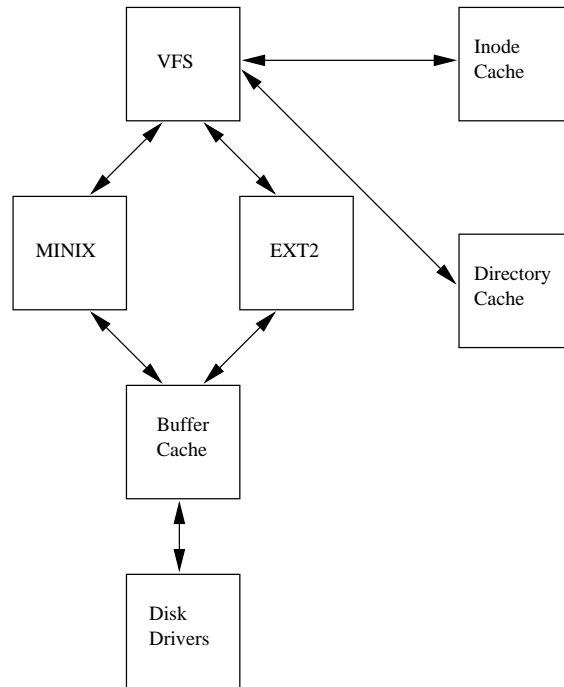 VFS
Inode
Cache
MINIX
EXT2
Directory
Cache
Buffer
Cache
Disk
Drivers